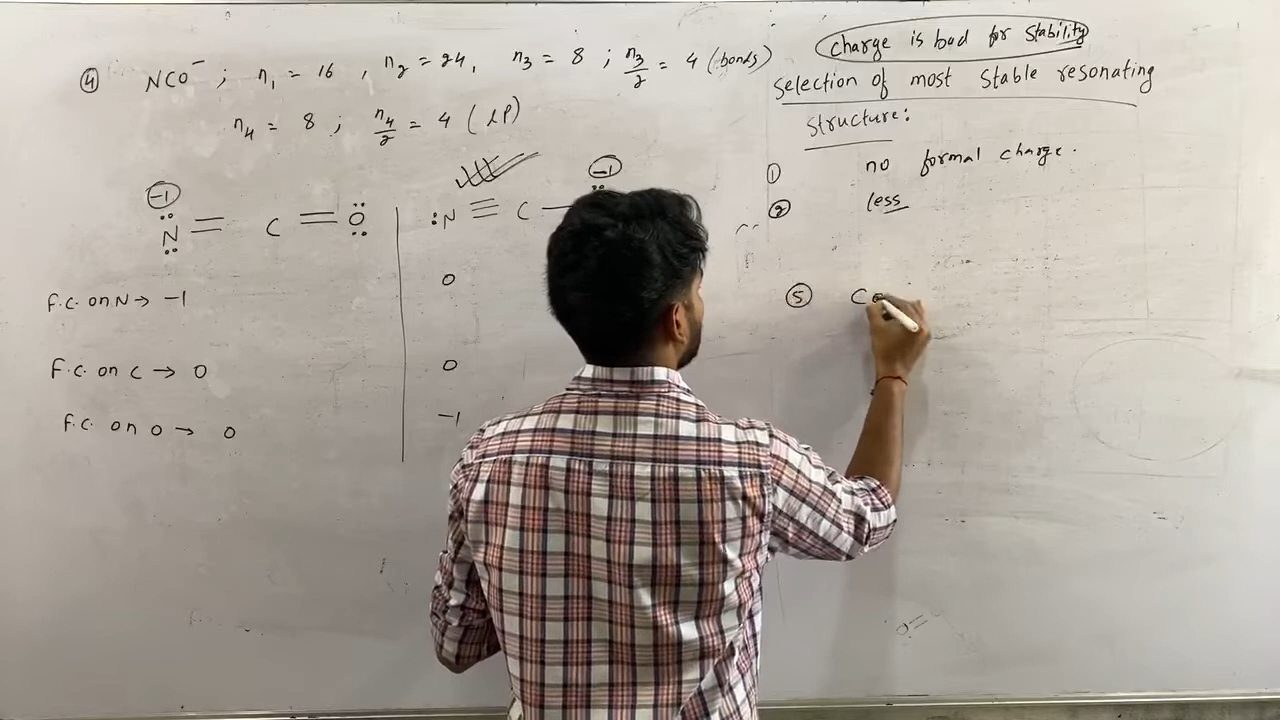 ④ NCO⁻ ; n₁ = 16 , n₂ = 24, n₃ = 8 ; n₃/2 = 4 (bonds)
n₄ = 8 ; n₄/2 = 4 (LP)
-1
:N̤̈ = C = Ö̤
f.C. on N → -1
f.C. on C → 0
f.C. on O → 0
-1
:N ≡ C —
0
0
-1
charge is bad for stability
selection of most stable resonating
structure:
① no formal charge.
② less
⑤ CO